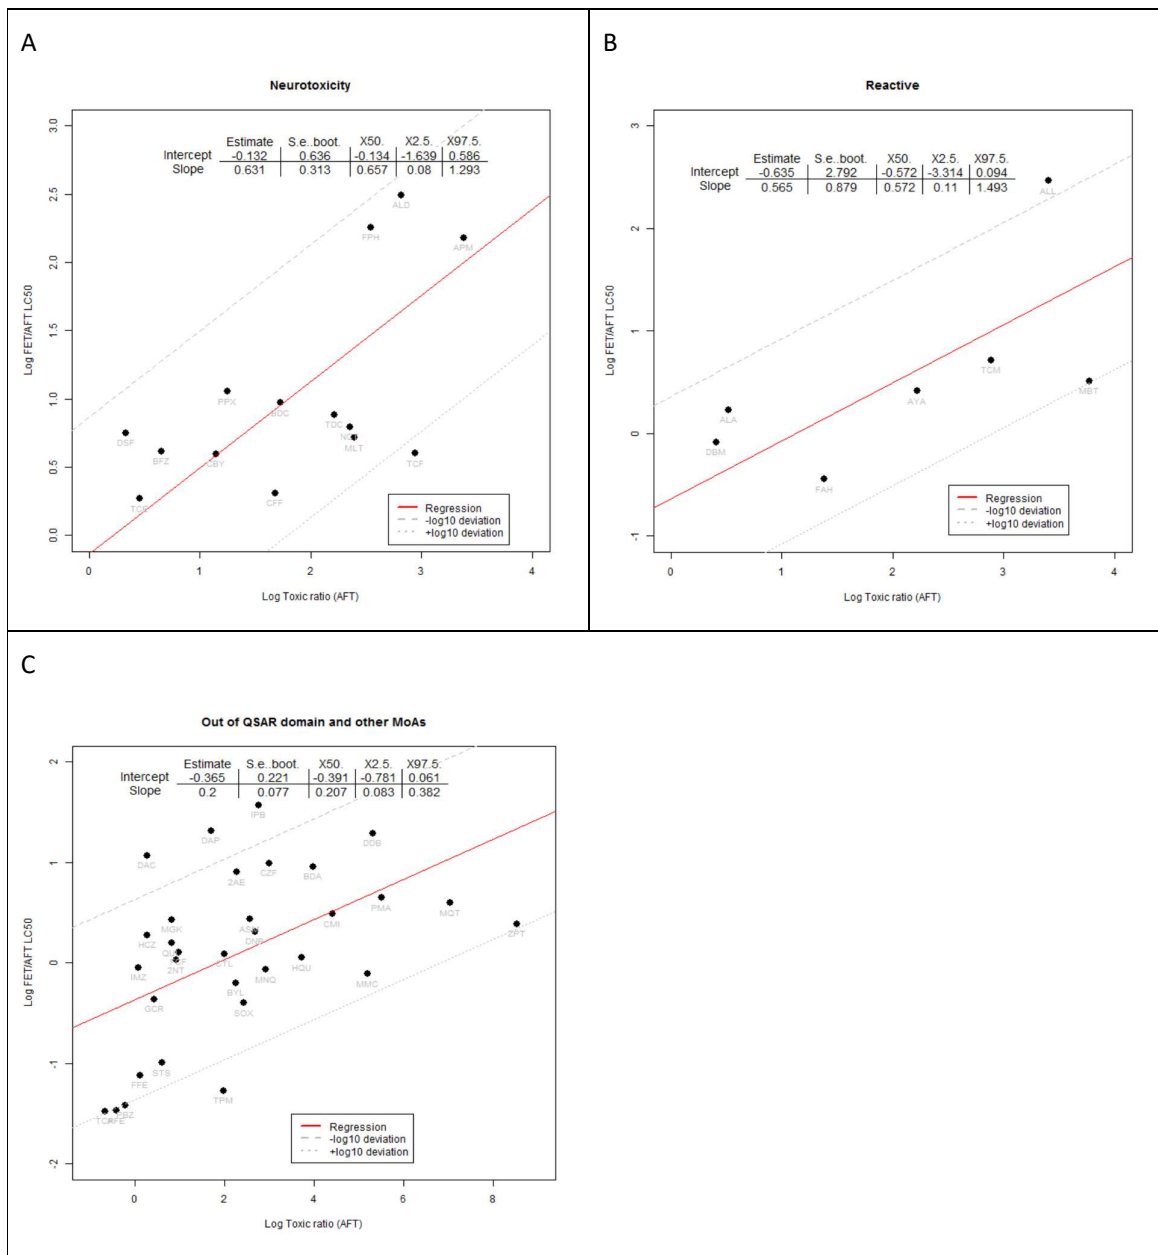 A
Neurotoxicity
Estimate S.e..boot. X50. X2.5. X97.5.
Intercept -0.132 0.636 -0.134 -1.639 0.586
Slope 0.631 0.313 0.657 0.08 1.293
3.0
2.5
2.0
1.5
1.0
0.5
0.0
Log FET/AFT LC50
ALD
FPH
APM
PPX
BDC
DSF
TDC
BFZ
CBY
MLT
TCF
CFF
Regression
-log10 deviation
+log10 deviation
0 1 2 3 4
Log Toxic ratio (AFT)
B
Reactive
Estimate S.e..boot. X50. X2.5. X97.5.
Intercept -0.635 2.792 -0.572 -3.314 0.094
Slope 0.565 0.879 0.572 0.11 1.493
3
2
1
0
-1
Log FET/AFT LC50
ALL
TCM
MBT
AYA
ALA
DBM
FAH
Regression
-log10 deviation
+log10 deviation
0 1 2 3 4
Log Toxic ratio (AFT)
C
Out of QSAR domain and other MoAs
Estimate S.e..boot. X50. X2.5. X97.5.
Intercept -0.365 0.221 -0.391 -0.781 0.061
Slope 0.2 0.077 0.207 0.083 0.382
2
1
0
-1
-2
Log FET/AFT LC50
IPB
DAP
DDB
DAC
CZF
2AE
BDA
PMA
MQT
MGK
CMI
ZPT
HCZ
DNP
2NT
HQU
IMZ
MNQ
MMC
BYL
GCR
SOX
STS
FFE
TPM
Regression
-log10 deviation
+log10 deviation
0 2 4 6 8
Log Toxic ratio (AFT)